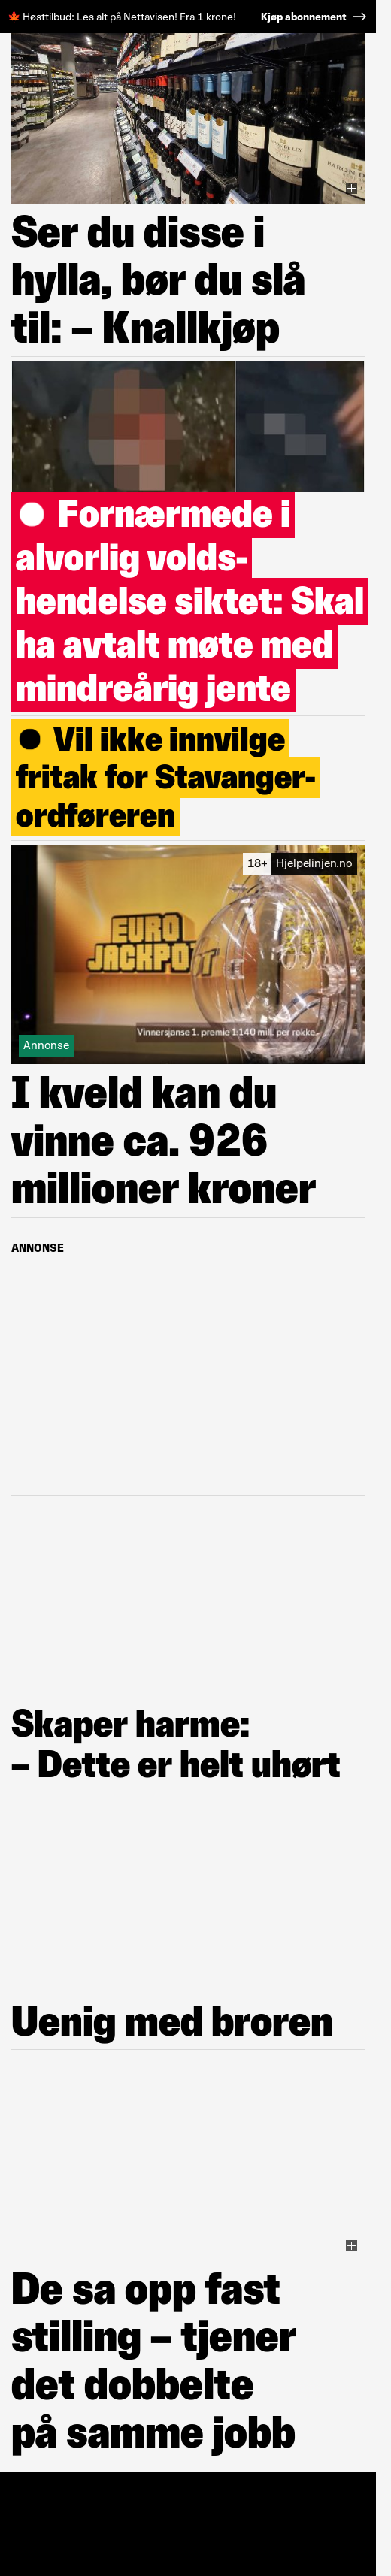 🍁 Høsttilbud: Les alt på Nettavisen! Fra 1 krone! Kjøp abonnement →
Ser du disse i
hylla, bør du slå
til: – Knallkjøp
Fornærmede i
alvorlig volds-
hendelse siktet: Skal
ha avtalt møte med
mindreårig jente
Vil ikke innvilge
fritak for Stavanger-
ordføreren
18+ Hjelpelinjen.no
EURO
JACKPOT
Vinnersjanse 1. premie 1:140 mill. per rekke.
Annonse
I kveld kan du
vinne ca. 926
millioner kroner
ANNONSE
Skaper harme:
– Dette er helt uhørt
Uenig med broren
De sa opp fast
stilling – tjener
det dobbelte
på samme jobb